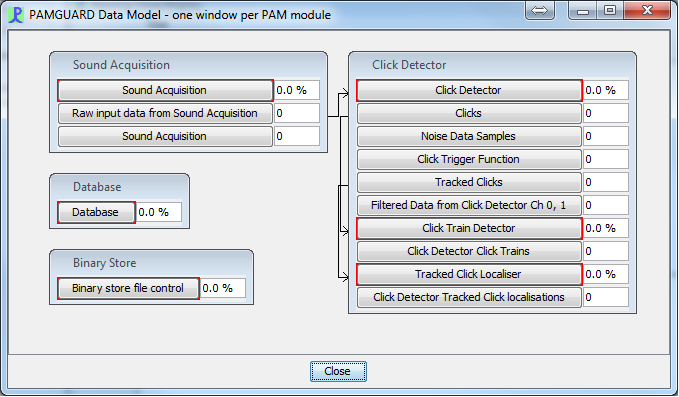 PAMGUARD Data Model - one window per PAM module
Sound Acquisition
Sound Acquisition 0.0 %
Raw input data from Sound Acquisition 0
Sound Acquisition 0
Database
Database 0.0 %
Binary Store
Binary store file control 0.0 %
Click Detector
Click Detector 0.0 %
Clicks 0
Noise Data Samples 0
Click Trigger Function 0
Tracked Clicks 0
Filtered Data from Click Detector Ch 0, 1 0
Click Train Detector 0.0 %
Click Detector Click Trains 0
Tracked Click Localiser 0.0 %
Click Detector Tracked Click localisations 0
Close